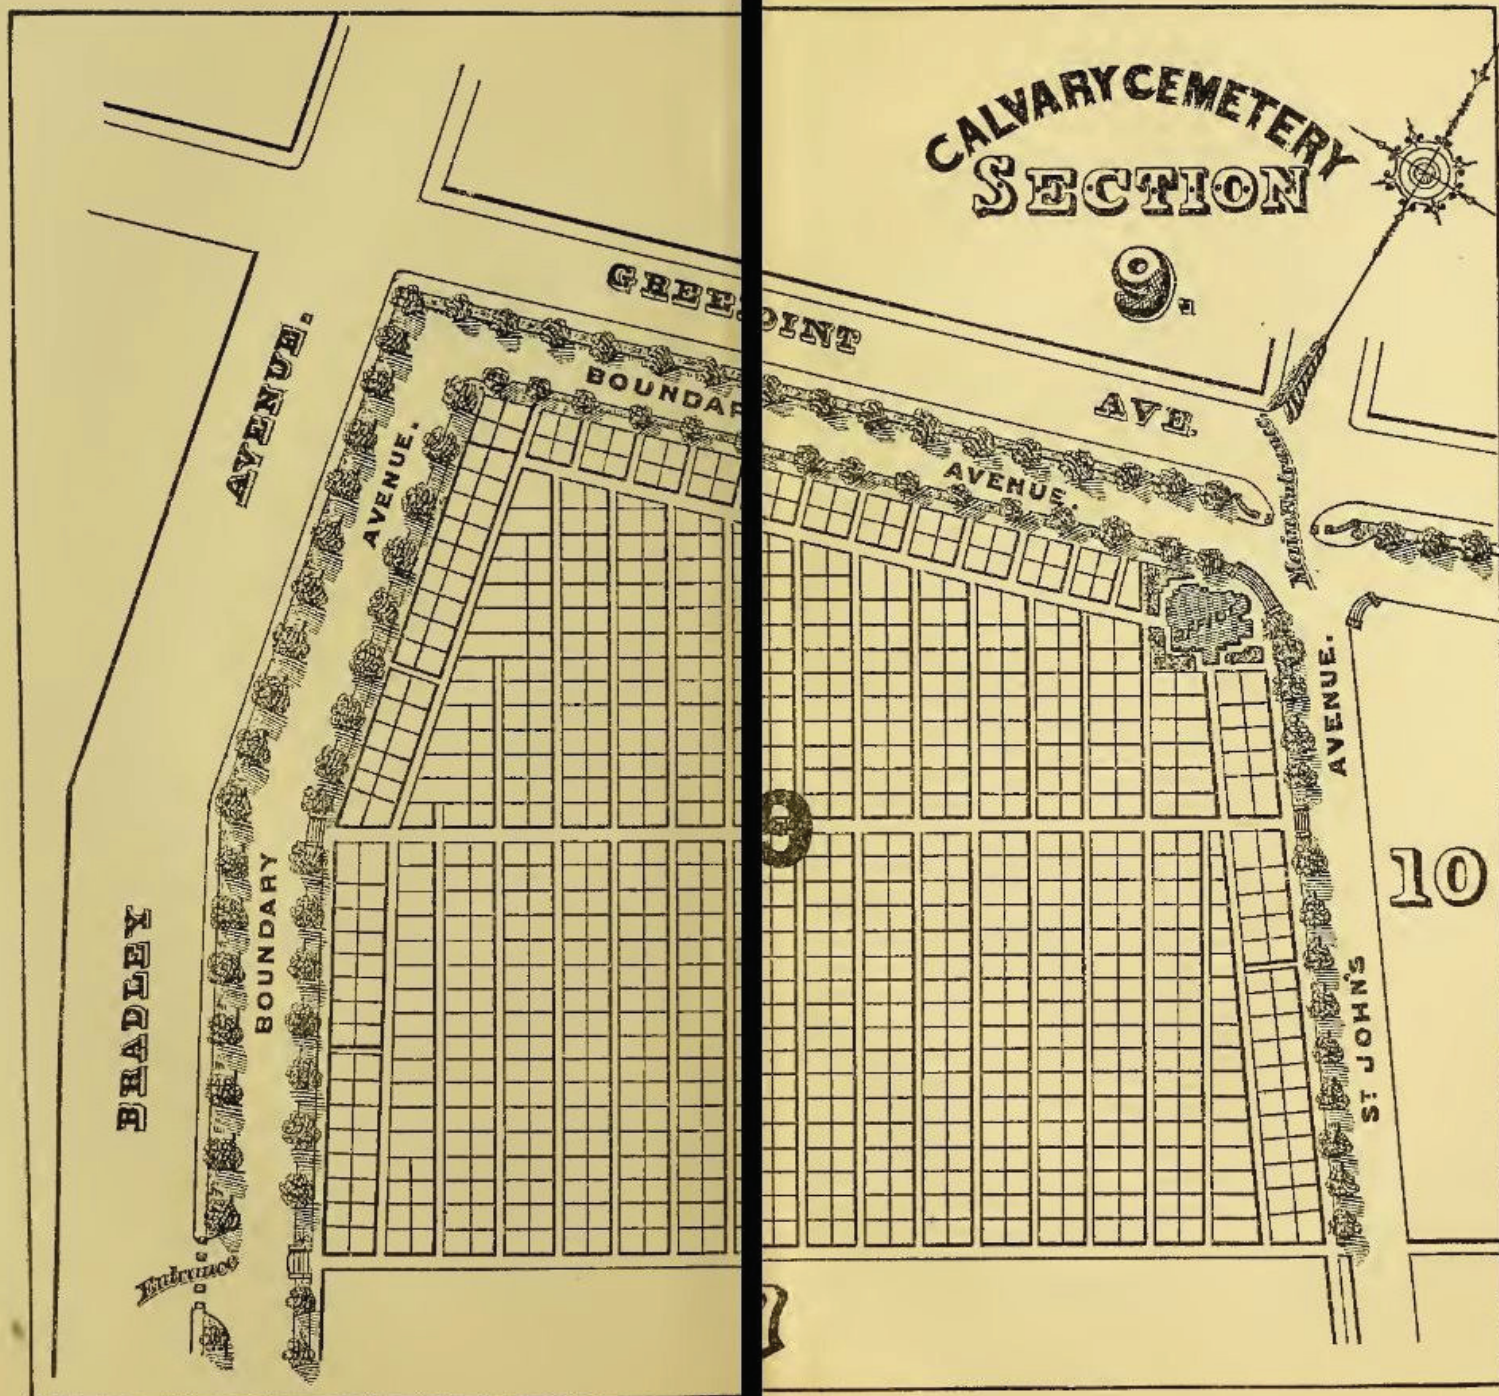 CALVARY CEMETERY
SECTION
9.
GREE
OINT
AVE.
BOUNDAR
AVENUE.
Main Entrance
AVENUE.
AVENUE.
AVENUE.
9
10
BRADLEY
BOUNDARY
ST JOHN'S
Entrance